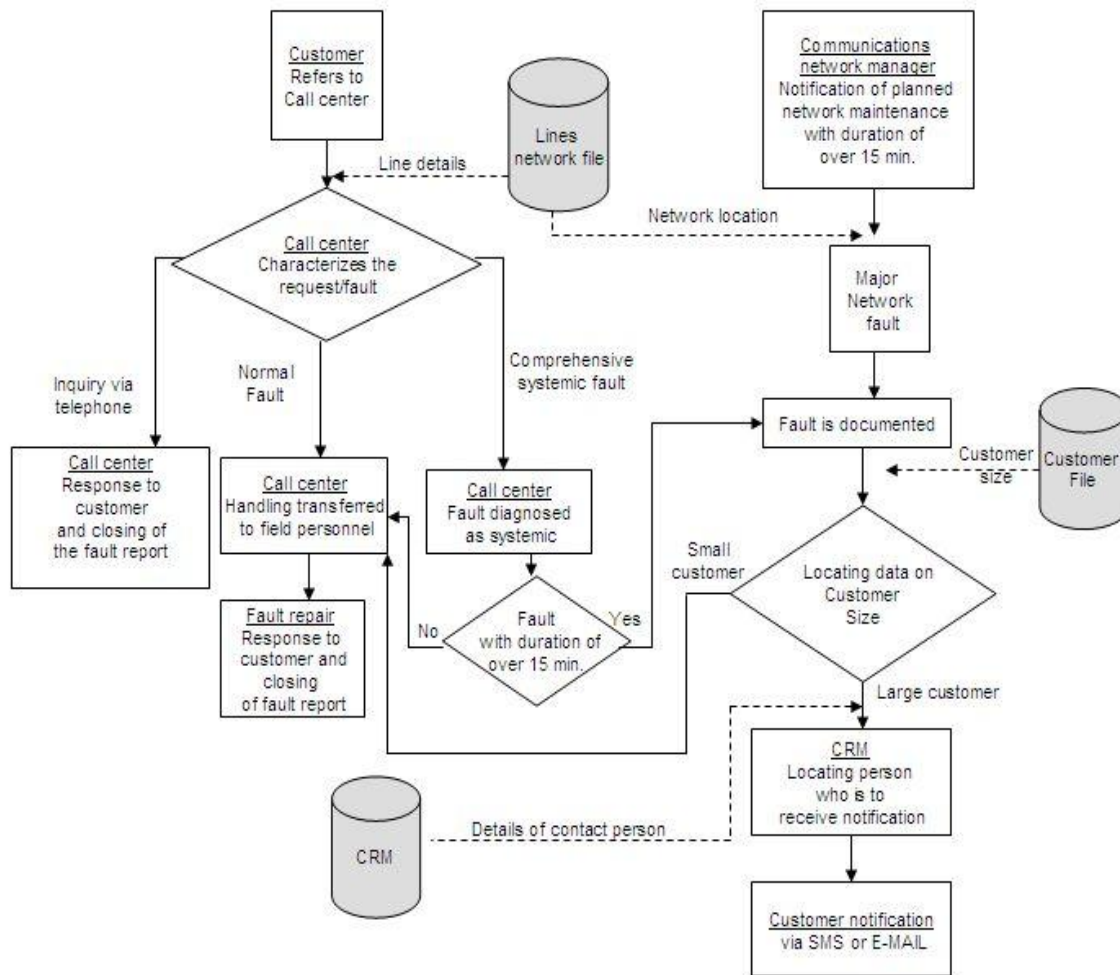 Customer
Refers to
Call center
Communications
network manager
Notification of planned
network maintenance
with duration of
over 15 min.
Lines
network file
Line details
Network location
Call center
Characterizes the
request/fault
Major
Network
fault
Inquiry via
telephone
Normal
Fault
Comprehensive
systemic fault
Fault is documented
Customer
size
Customer
File
Call center
Response to
customer
and closing of
the fault report
Call center
Handling transferred
to field personnel
Call center
Fault diagnosed
as systemic
Small
customer
Locating data on
Customer
Size
Fault repair
Response to
customer and
closing
of fault report
No
Fault
with duration of
over 15 min.
Yes
Large customer
CRM
Locating person
who is to
receive notification
CRM
Details of contact person
Customer notification
via SMS or E-MAIL